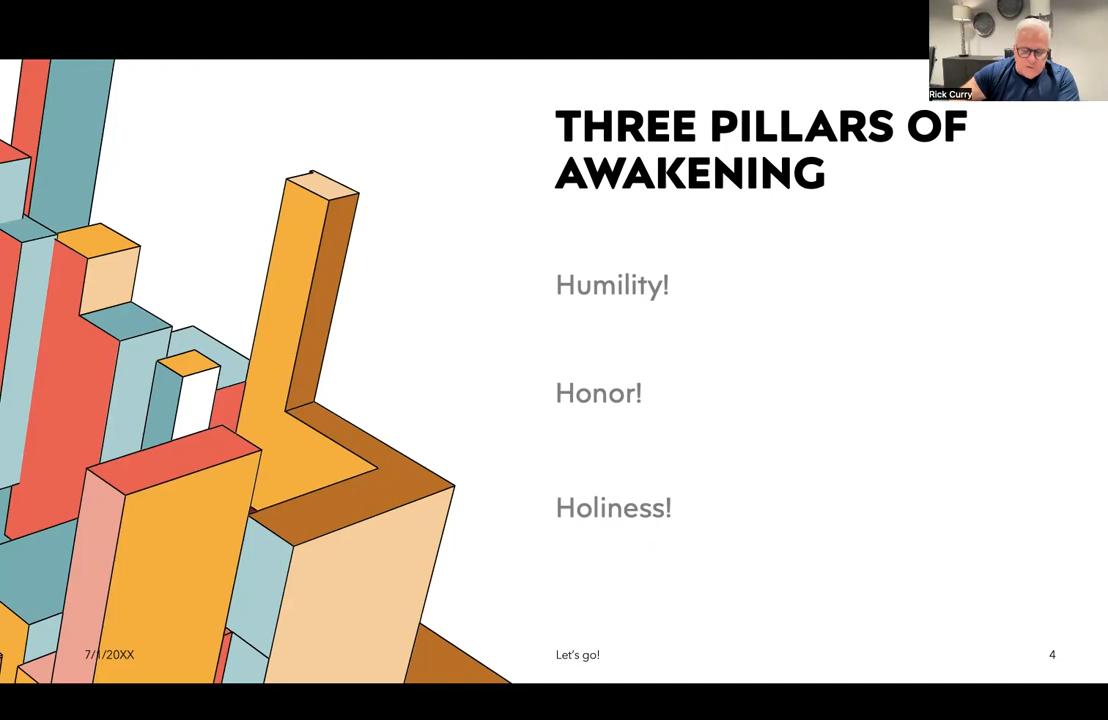 Rick Curry
THREE PILLARS OF
AWAKENING
Humility!
Honor!
Holiness!
7/1/20XX
Let's go!
4